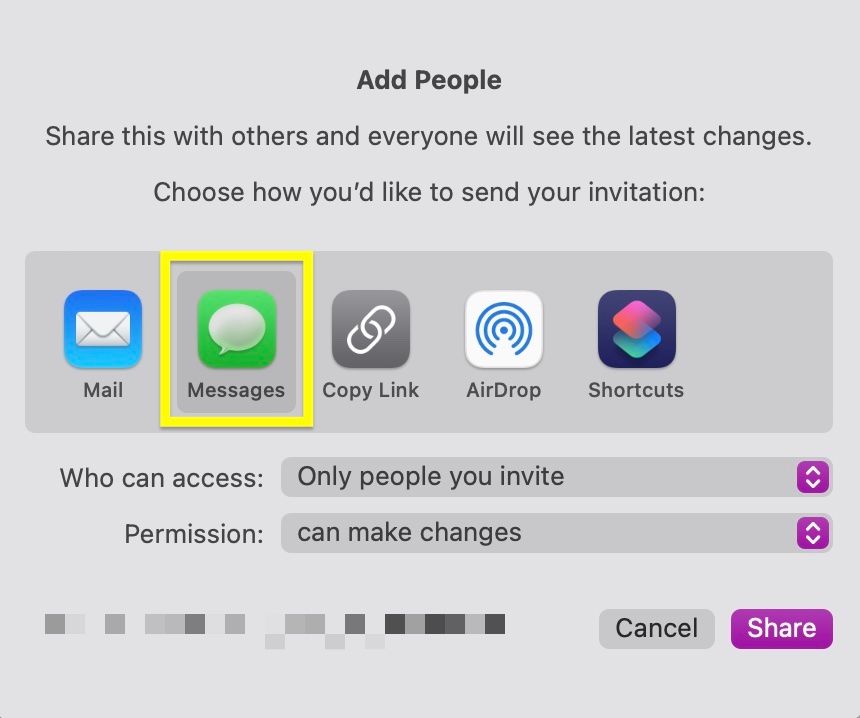 Add People
Share this with others and everyone will see the latest changes.
Choose how you’d like to send your invitation:
Mail Messages Copy Link AirDrop Shortcuts
Who can access: Only people you invite
Permission: can make changes
Cancel Share